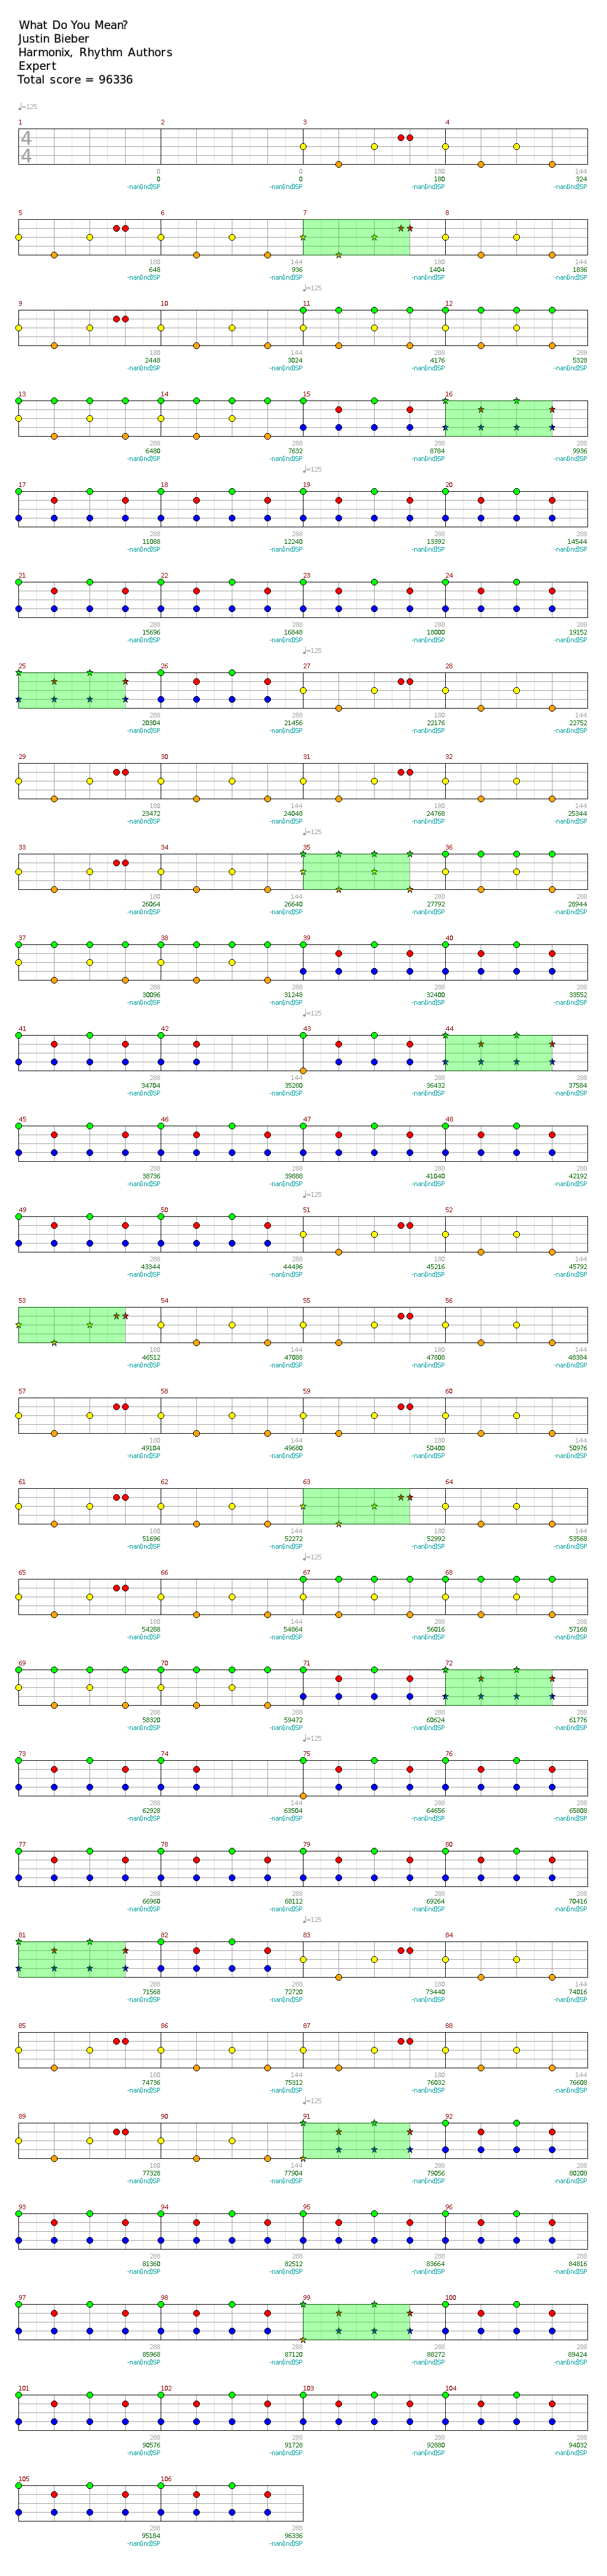 What Do You Mean?
Justin Bieber
Harmonix, Rhythm Authors
Expert
Total score = 96336
♩=125
1 2 3 4
4
4
0 0 180 144
0 0 180 324
-nan(ind)SP -nan(ind)SP -nan(ind)SP -nan(ind)SP
5 6 7 8
180 144 180 144
648 936 1404 1836
-nan(ind)SP -nan(ind)SP -nan(ind)SP -nan(ind)SP
♩=125
9 10 11 12
180 144 288 288
2448 3024 4176 5328
-nan(ind)SP -nan(ind)SP -nan(ind)SP -nan(ind)SP
13 14 15 16
288 288 288 288
6480 7632 8784 9936
-nan(ind)SP -nan(ind)SP -nan(ind)SP -nan(ind)SP
♩=125
17 18 19 20
288 288 288 288
11088 12240 13392 14544
-nan(ind)SP -nan(ind)SP -nan(ind)SP -nan(ind)SP
21 22 23 24
288 288 288 288
15696 16848 18000 19152
-nan(ind)SP -nan(ind)SP -nan(ind)SP -nan(ind)SP
♩=125
25 26 27 28
288 288 180 144
20304 21456 22176 22752
-nan(ind)SP -nan(ind)SP -nan(ind)SP -nan(ind)SP
29 30 31 32
180 144 180 144
23472 24048 24768 25344
-nan(ind)SP -nan(ind)SP -nan(ind)SP -nan(ind)SP
♩=125
33 34 35 36
180 144 288 288
26064 26640 27792 28944
-nan(ind)SP -nan(ind)SP -nan(ind)SP -nan(ind)SP
37 38 39 40
288 288 288 288
30096 31248 32400 33552
-nan(ind)SP -nan(ind)SP -nan(ind)SP -nan(ind)SP
♩=125
41 42 43 44
288 144 288 288
34704 35280 36432 37584
-nan(ind)SP -nan(ind)SP -nan(ind)SP -nan(ind)SP
45 46 47 48
288 288 288 288
38736 39888 41040 42192
-nan(ind)SP -nan(ind)SP -nan(ind)SP -nan(ind)SP
♩=125
49 50 51 52
288 288 180 144
43344 44496 45216 45792
-nan(ind)SP -nan(ind)SP -nan(ind)SP -nan(ind)SP
53 54 55 56
180 144 180 144
46512 47088 47808 48384
-nan(ind)SP -nan(ind)SP -nan(ind)SP -nan(ind)SP
57 58 59 60
180 144 180 144
49104 49680 50400 50976
-nan(ind)SP -nan(ind)SP -nan(ind)SP -nan(ind)SP
61 62 63 64
180 144 180 144
51696 52272 52992 53568
-nan(ind)SP -nan(ind)SP -nan(ind)SP -nan(ind)SP
♩=125
65 66 67 68
180 144 288 288
54288 54864 56016 57168
-nan(ind)SP -nan(ind)SP -nan(ind)SP -nan(ind)SP
69 70 71 72
288 288 288 288
58320 59472 60624 61776
-nan(ind)SP -nan(ind)SP -nan(ind)SP -nan(ind)SP
♩=125
73 74 75 76
288 144 288 288
62928 63504 64656 65808
-nan(ind)SP -nan(ind)SP -nan(ind)SP -nan(ind)SP
77 78 79 80
288 288 288 288
66960 68112 69264 70416
-nan(ind)SP -nan(ind)SP -nan(ind)SP -nan(ind)SP
♩=125
81 82 83 84
288 288 180 144
71568 72720 73440 74016
-nan(ind)SP -nan(ind)SP -nan(ind)SP -nan(ind)SP
85 86 87 88
180 144 180 144
74736 75312 76032 76608
-nan(ind)SP -nan(ind)SP -nan(ind)SP -nan(ind)SP
♩=125
89 90 91 92
180 144 288 288
77328 77904 79056 80208
-nan(ind)SP -nan(ind)SP -nan(ind)SP -nan(ind)SP
93 94 95 96
288 288 288 288
81360 82512 83664 84816
-nan(ind)SP -nan(ind)SP -nan(ind)SP -nan(ind)SP
97 98 99 100
288 288 288 288
85968 87120 88272 89424
-nan(ind)SP -nan(ind)SP -nan(ind)SP -nan(ind)SP
101 102 103 104
288 288 288 288
90576 91728 92880 94032
-nan(ind)SP -nan(ind)SP -nan(ind)SP -nan(ind)SP
105 106
288 288
95184 96336
-nan(ind)SP -nan(ind)SP